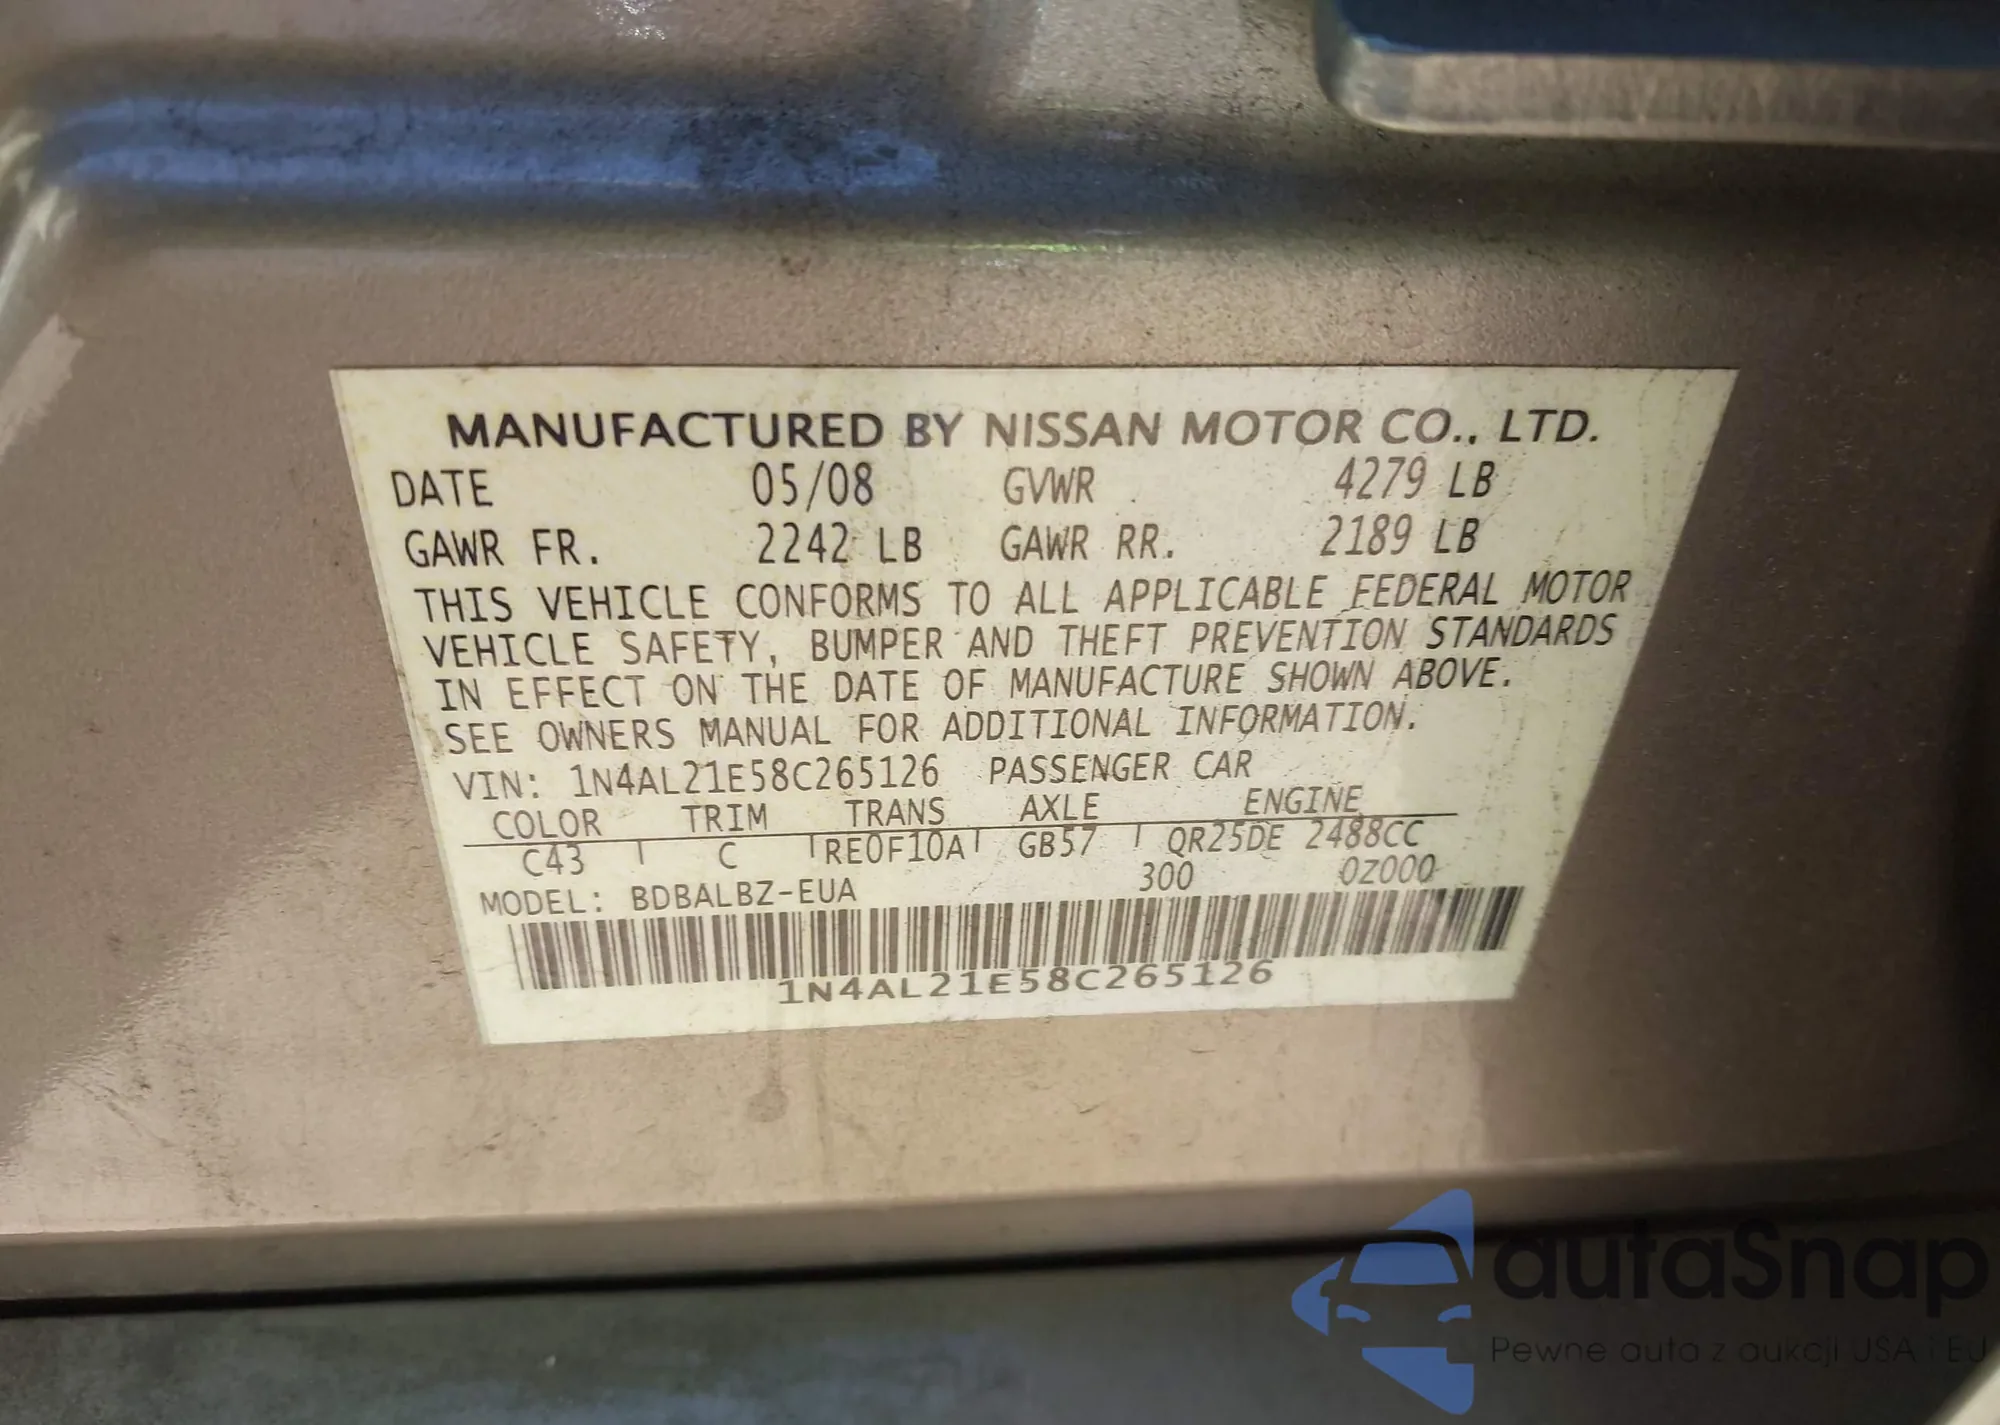 MANUFACTURED BY NISSAN MOTOR CO., LTD.
DATE 05/08 GVWR 4279 LB
GAWR FR. 2242 LB GAWR RR. 2189 LB
THIS VEHICLE CONFORMS TO ALL APPLICABLE FEDERAL MOTOR
VEHICLE SAFETY, BUMPER AND THEFT PREVENTION STANDARDS
IN EFFECT ON THE DATE OF MANUFACTURE SHOWN ABOVE.
SEE OWNERS MANUAL FOR ADDITIONAL INFORMATION.
VIN: 1N4AL21E58C265126 PASSENGER CAR
COLOR TRIM TRANS AXLE ENGINE
C43 C RE0F10A GB57 QR25DE 2488CC
MODEL: BDBALBZ-EUA 300 0Z000
1N4AL21E58C265126
autaSnap
Pewne auta z aukcji USA i EU